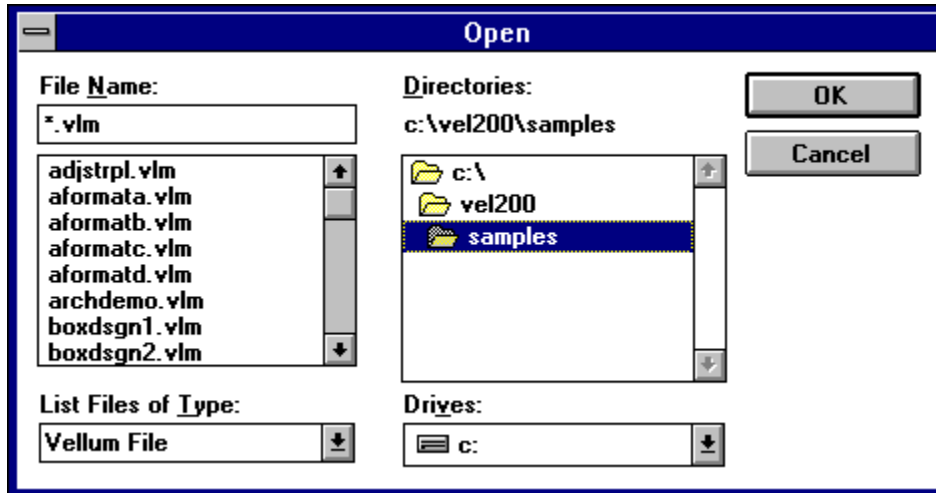 Open
File Name:
*.vlm
adjstrpl.vlm
aformata.vlm
aformatb.vlm
aformatc.vlm
aformatd.vlm
archdemo.vlm
boxdsgn1.vlm
boxdsgn2.vlm
List Files of Type:
Vellum File
Directories:
c:\vel200\samples
c:\
vel200
samples
Drives:
c:
OK
Cancel